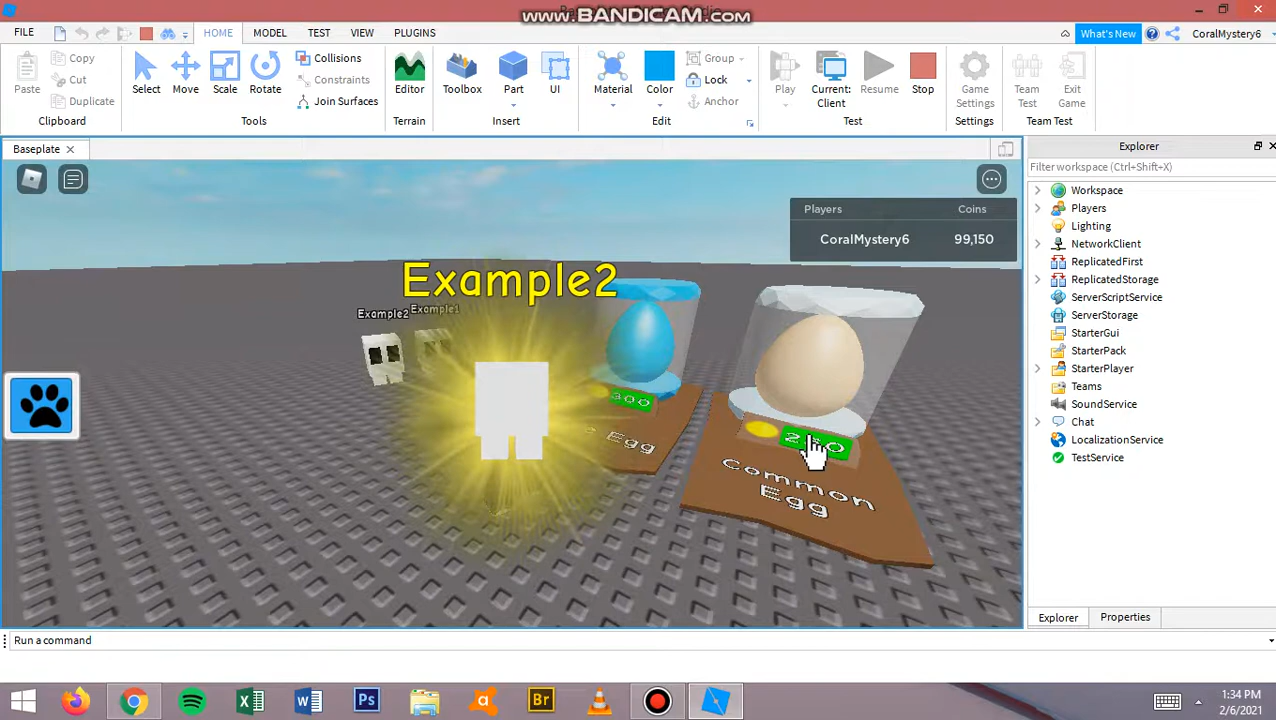 www.BANDICAM.com
FILE
HOME
MODEL
TEST
VIEW
PLUGINS
What's New
CoralMystery6
Paste
Copy
Cut
Duplicate
Clipboard
Select
Move
Scale
Rotate
Collisions
Constraints
Join Surfaces
Tools
Editor
Terrain
Toolbox
Part
UI
Insert
Material
Color
Group
Lock
Anchor
Edit
Play
Current:
Client
Resume
Stop
Test
Game
Settings
Settings
Team
Test
Exit
Game
Team Test
Baseplate
Players Coins
CoralMystery6 99,150
Example2
Example2
Example1
300
Egg
Common
Egg
Explorer
Filter workspace (Ctrl+Shift+X)
Workspace
Players
Lighting
NetworkClient
ReplicatedFirst
ReplicatedStorage
ServerScriptService
ServerStorage
StarterGui
StarterPack
StarterPlayer
Teams
SoundService
Chat
LocalizationService
TestService
Explorer
Properties
Run a command
Ps
Br
1:34 PM
2/6/2021